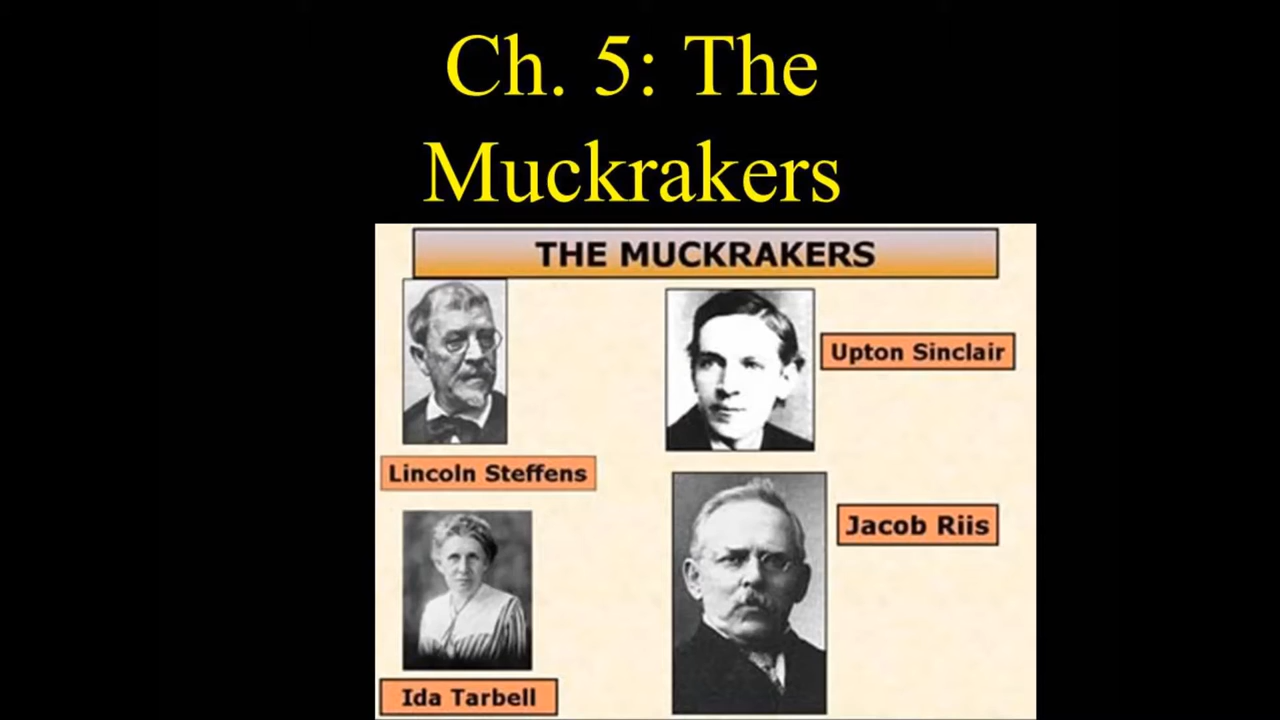 Ch. 5: The
Muckrakers
THE MUCKRAKERS
Lincoln Steffens
Upton Sinclair
Ida Tarbell
Jacob Riis